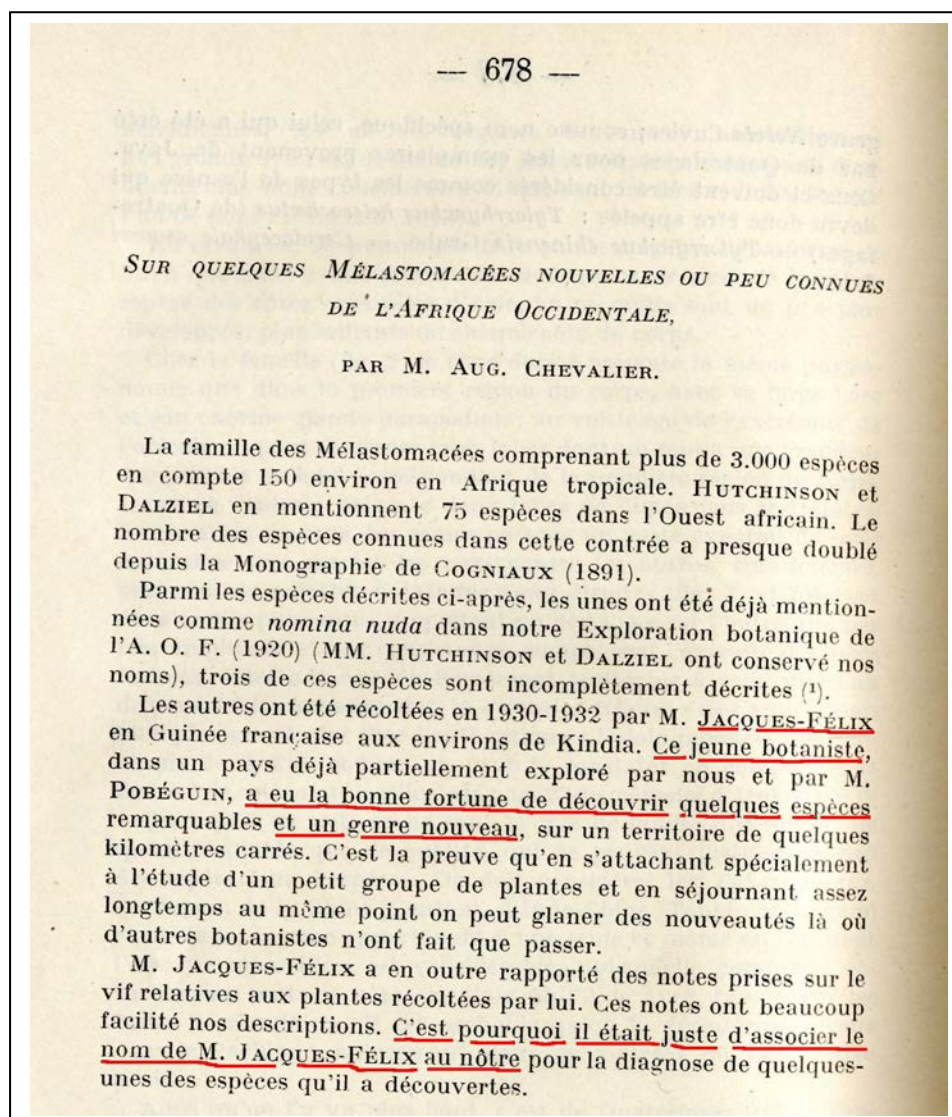 — 678 —
SUR QUELQUES MÉLASTOMACÉES NOUVELLES OU PEU CONNUES
DE L'AFRIQUE OCCIDENTALE,
PAR M. AUG. CHEVALIER.
La famille des Mélastomacées comprenant plus de 3.000 espèces
en compte 150 environ en Afrique tropicale. HUTCHINSON et
DALZIEL en mentionnent 75 espèces dans l'Ouest africain. Le
nombre des espèces connues dans cette contrée a presque doublé
depuis la Monographie de COGNIAUX (1891).
Parmi les espèces décrites ci-après, les unes ont été déjà mention-
nées comme nomina nuda dans notre Exploration botanique de
l'A. O. F. (1920) (MM. HUTCHINSON et DALZIEL ont conservé nos
noms), trois de ces espèces sont incomplètement décrites (¹).
Les autres ont été récoltées en 1930-1932 par M. JACQUES-FÉLIX
en Guinée française aux environs de Kindia. Ce jeune botaniste,
dans un pays déjà partiellement exploré par nous et par M.
POBÉGUIN, a eu la bonne fortune de découvrir quelques espèces
remarquables et un genre nouveau, sur un territoire de quelques
kilomètres carrés. C'est la preuve qu'en s'attachant spécialement
à l'étude d'un petit groupe de plantes et en séjournant assez
longtemps au même point on peut glaner des nouveautés là où
d'autres botanistes n'ont fait que passer.
M. JACQUES-FÉLIX a en outre rapporté des notes prises sur le
vif relatives aux plantes récoltées par lui. Ces notes ont beaucoup
facilité nos descriptions. C'est pourquoi il était juste d'associer le
nom de M. JACQUES-FÉLIX au nôtre pour la diagnose de quelques-
unes des espèces qu'il a découvertes.